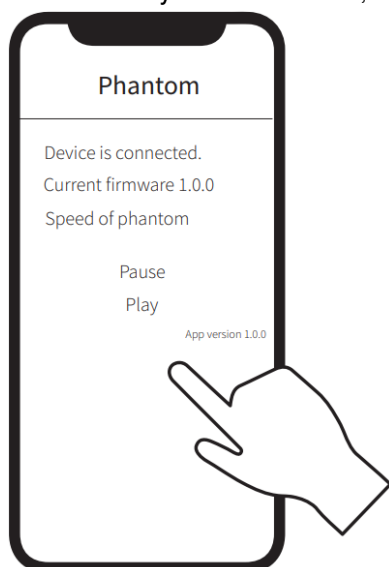 Phantom
Device is connected.
Current firmware 1.0.0
Speed of phantom
Pause
Play
App version 1.0.0